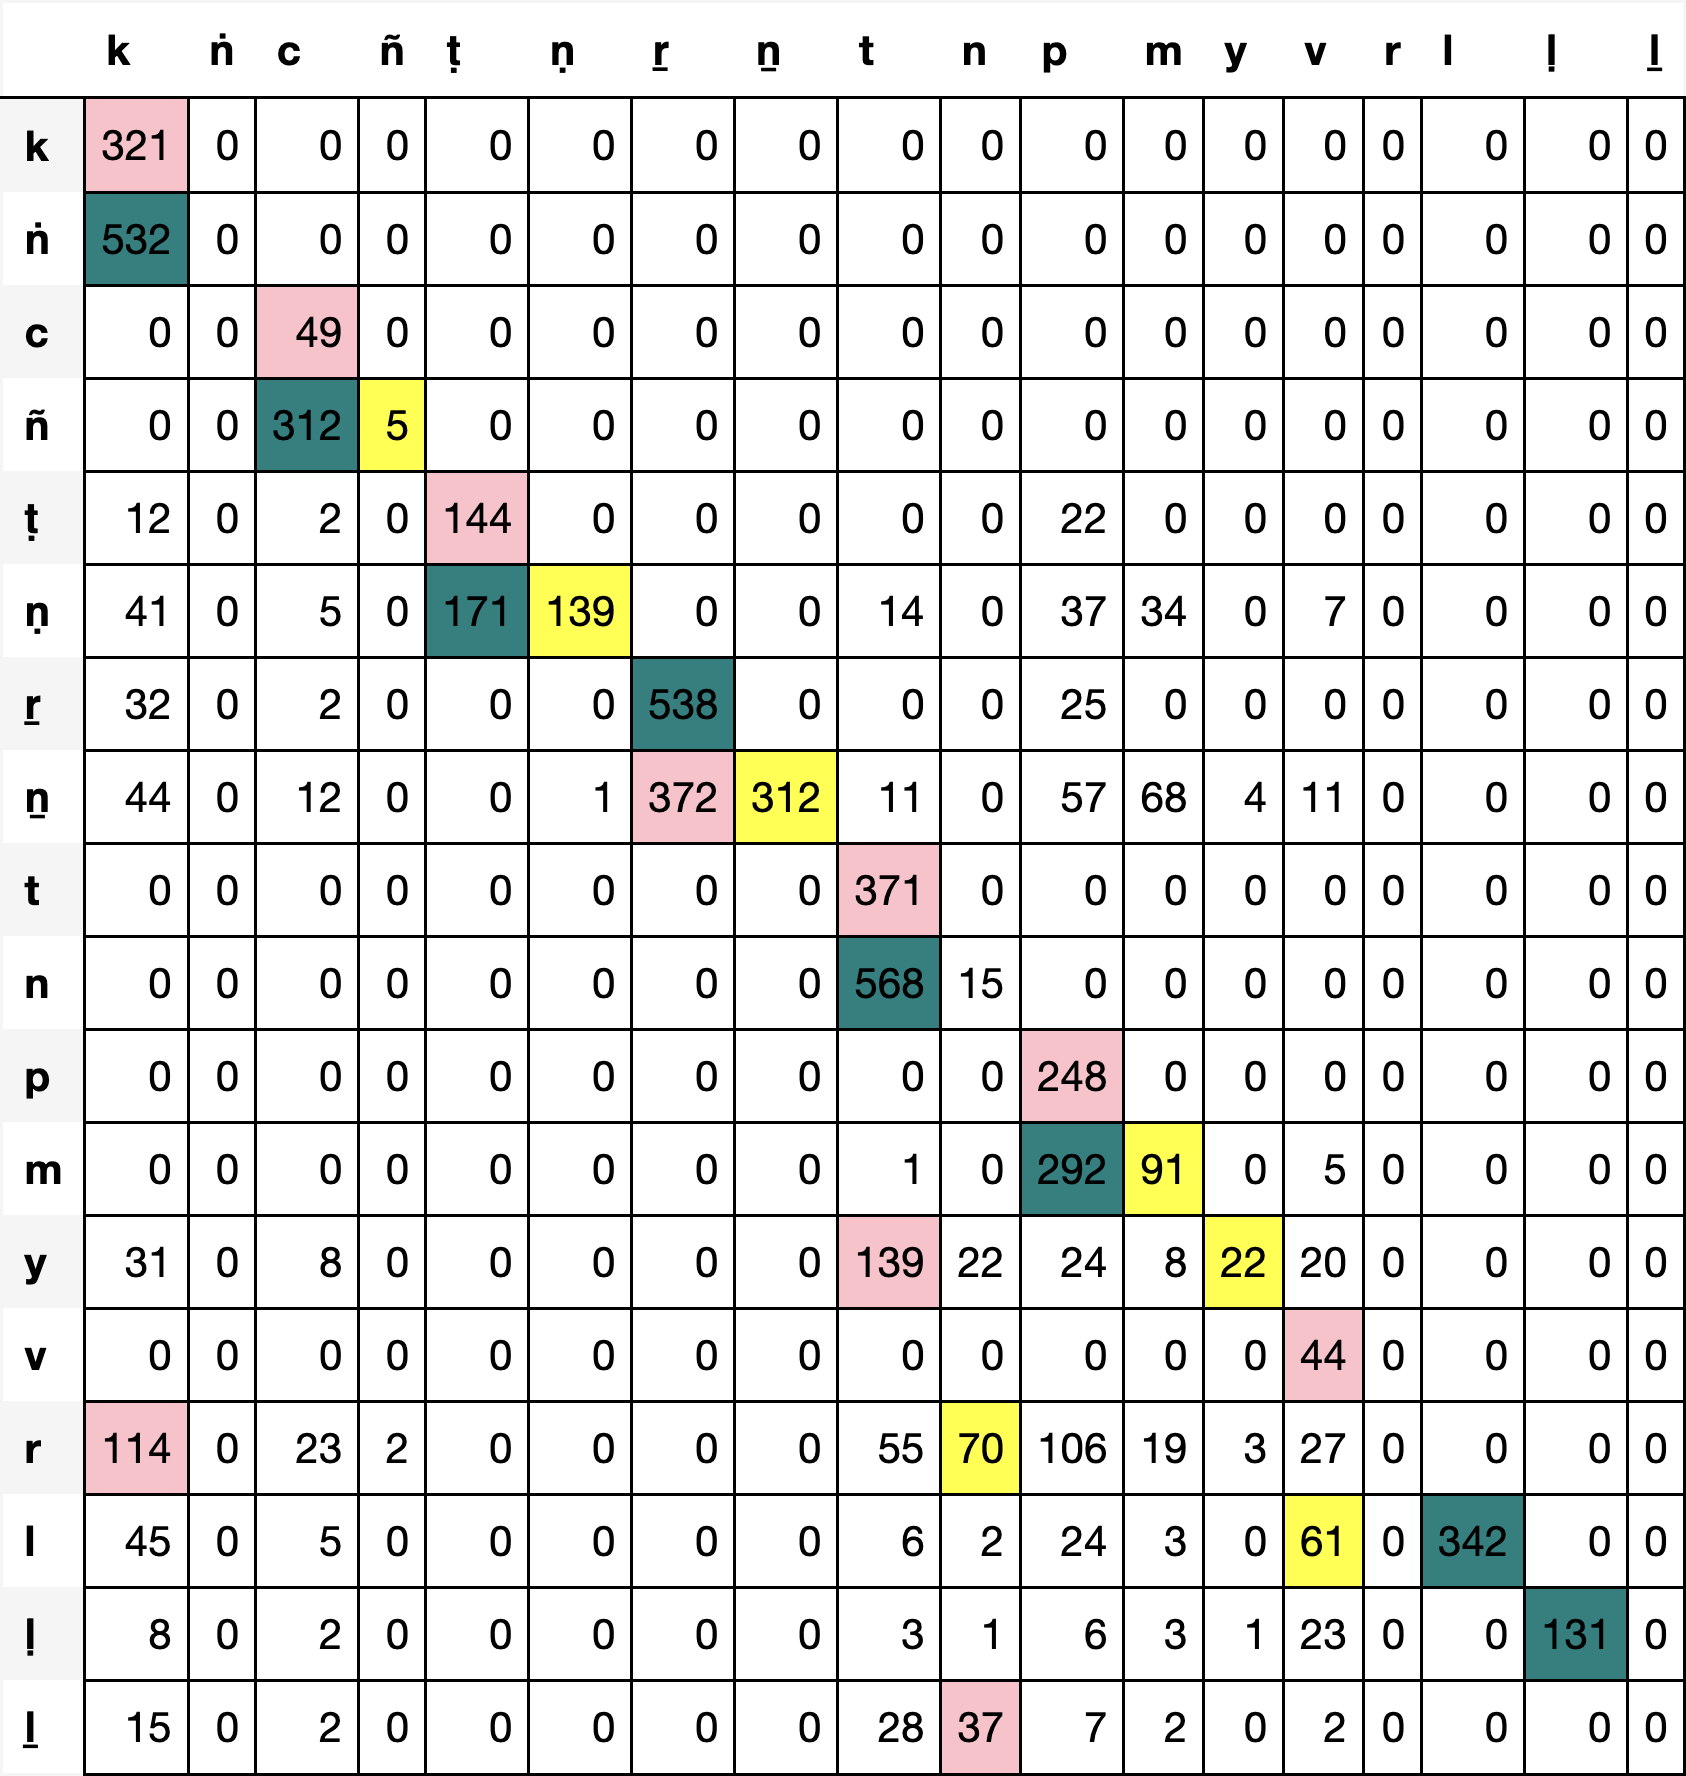 k ṅ c ñ ṭ ṇ ṟ ṉ t n p m y v r l ḷ ḻ
k 321 0 0 0 0 0 0 0 0 0 0 0 0 0 0 0 0 0
ṅ 532 0 0 0 0 0 0 0 0 0 0 0 0 0 0 0 0 0
c 0 0 49 0 0 0 0 0 0 0 0 0 0 0 0 0 0 0
ñ 0 0 312 5 0 0 0 0 0 0 0 0 0 0 0 0 0 0
ṭ 12 0 2 0 144 0 0 0 0 0 22 0 0 0 0 0 0 0
ṇ 41 0 5 0 171 139 0 0 14 0 37 34 0 7 0 0 0 0
ṟ 32 0 2 0 0 0 538 0 0 0 25 0 0 0 0 0 0 0
ṉ 44 0 12 0 0 1 372 312 11 0 57 68 4 11 0 0 0 0
t 0 0 0 0 0 0 0 0 371 0 0 0 0 0 0 0 0 0
n 0 0 0 0 0 0 0 0 568 15 0 0 0 0 0 0 0 0
p 0 0 0 0 0 0 0 0 0 0 248 0 0 0 0 0 0 0
m 0 0 0 0 0 0 0 0 1 0 292 91 0 5 0 0 0 0
y 31 0 8 0 0 0 0 0 139 22 24 8 22 20 0 0 0 0
v 0 0 0 0 0 0 0 0 0 0 0 0 0 44 0 0 0 0
r 114 0 23 2 0 0 0 0 55 70 106 19 3 27 0 0 0 0
l 45 0 5 0 0 0 0 0 6 2 24 3 0 61 0 342 0 0
ḷ 8 0 2 0 0 0 0 0 3 1 6 3 1 23 0 0 131 0
ḻ 15 0 2 0 0 0 0 0 28 37 7 2 0 2 0 0 0 0